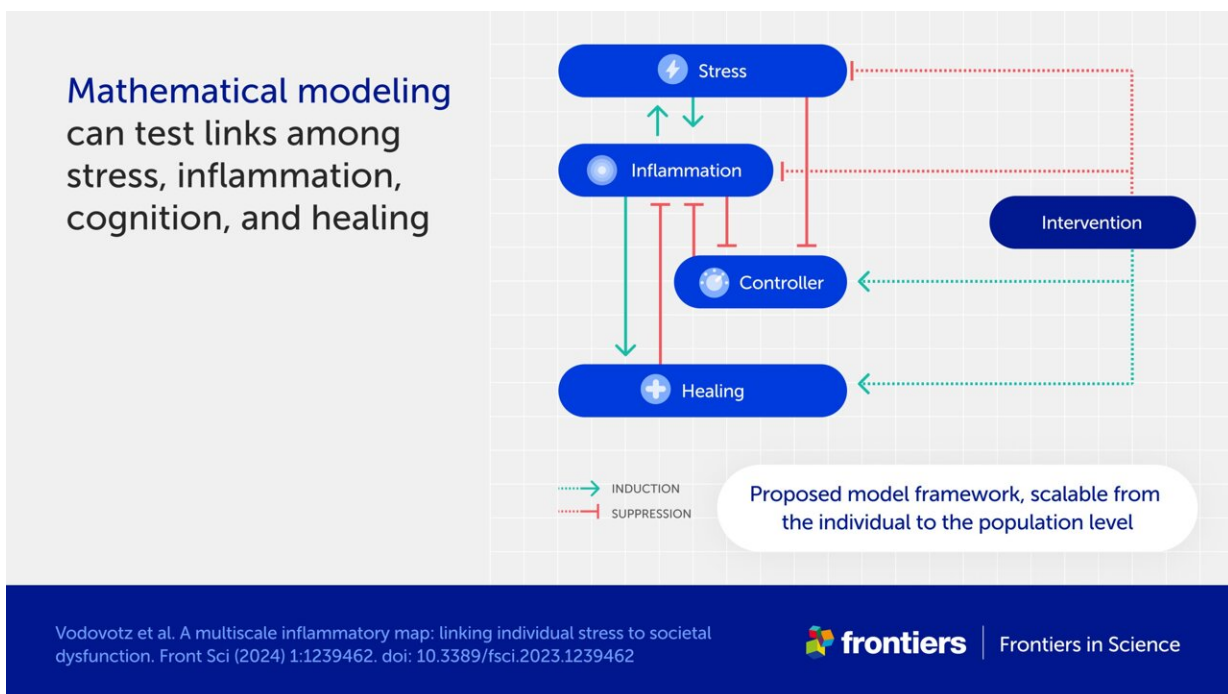 Mathematical modeling
can test links among
stress, inflammation,
cognition, and healing
Stress
Inflammation
Intervention
Controller
Healing
INDUCTION
SUPPRESSION
Proposed model framework, scalable from
the individual to the population level
Vodovotz et al. A multiscale inflammatory map: linking individual stress to societal
dysfunction. Front Sci (2024) 1:1239462. doi: 10.3389/fsci.2023.1239462
frontiers
Frontiers in Science